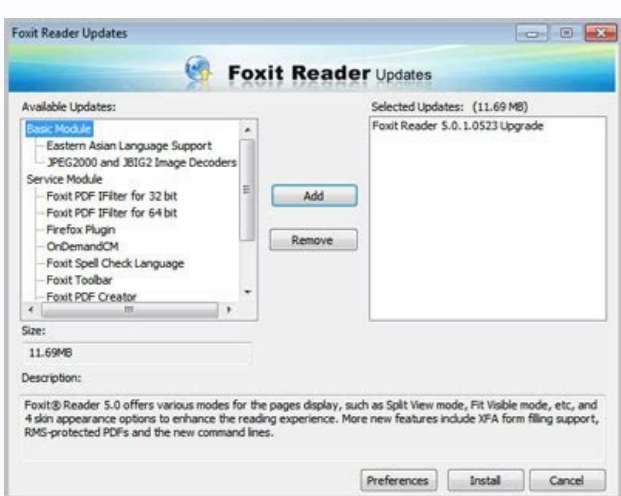 Foxit Reader Updates
Foxit Reader Updates
Available Updates:
Basic Module
Eastern Asian Language Support
JPEG2000 and JBIG2 Image Decoders
Service Module
Foxit PDF IFilter for 32 bit
Foxit PDF IFilter for 64 bit
Firefox Plugin
OnDemandCM
Foxit Spell Check Language
Foxit Toolbar
Foxit PDF Creator
Add
Remove
Selected Updates: (11.69 MB)
Foxit Reader 5.0.1.0523 Upgrade
Size:
11.69MB
Description:
Foxit® Reader 5.0 offers various modes for the pages display, such as Split View mode, Fit Visible mode, etc, and
4 skin appearance options to enhance the reading experience. More new features include XFA form filling support,
RMS-protected PDFs and the new command lines.
Preferences
Install
Cancel